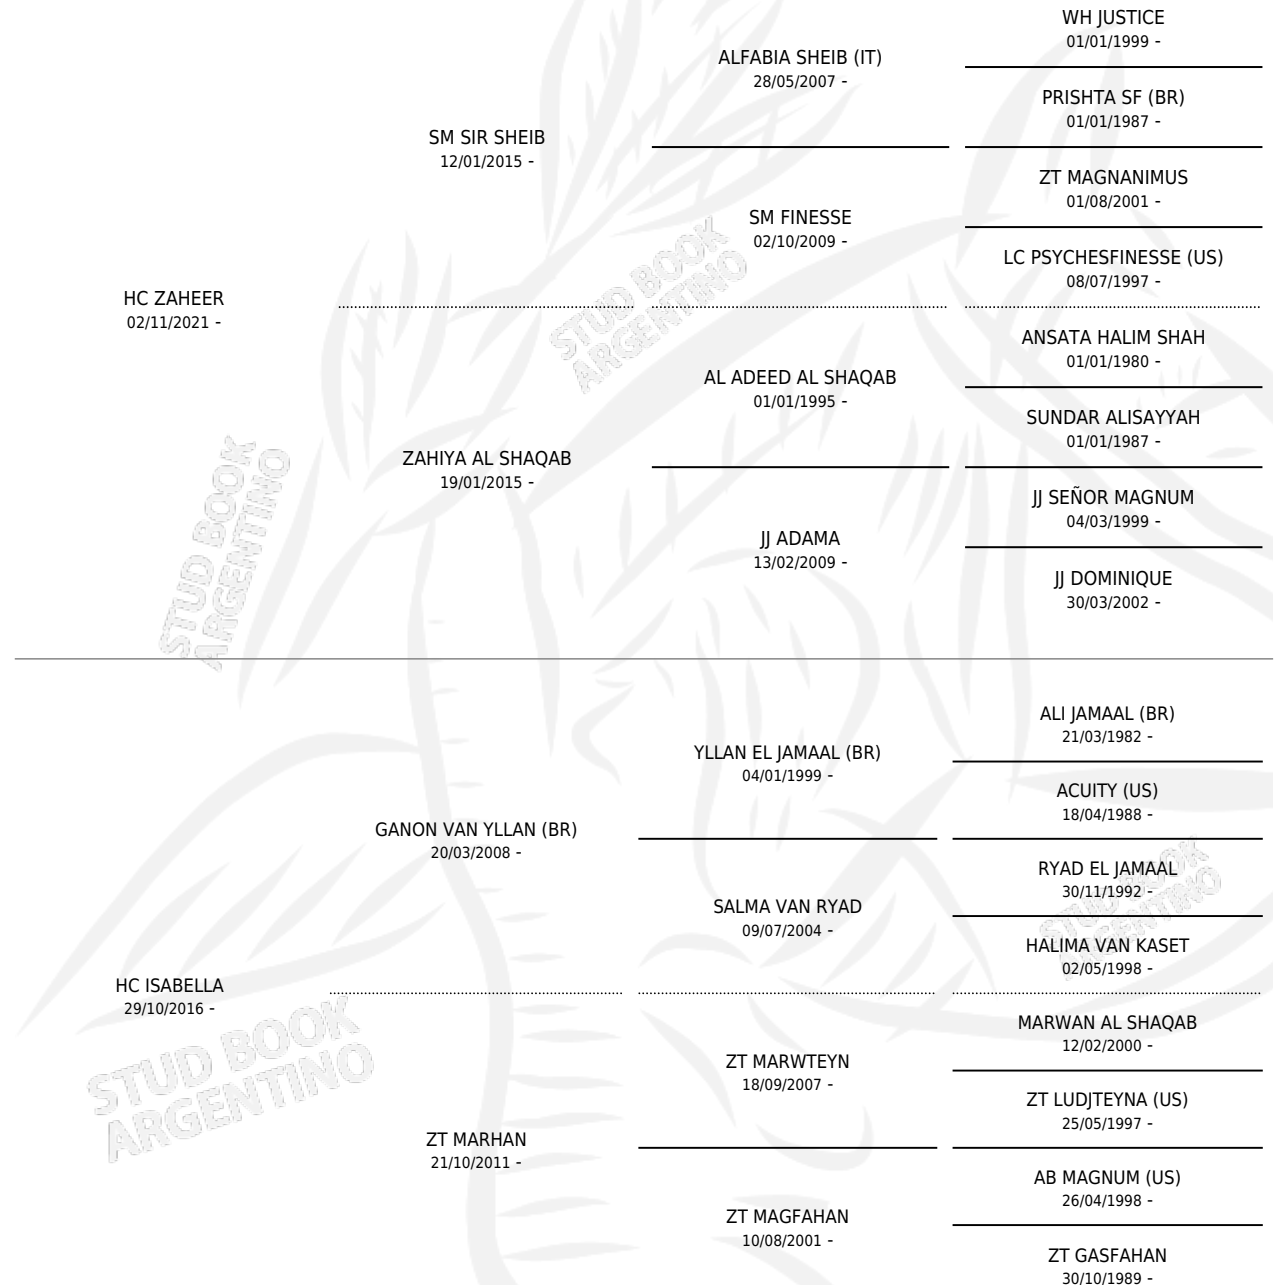 WH JUSTICE
01/01/1999 -
ALFABIA SHEIB (IT)
28/05/2007 -
PRISHTA SF (BR)
01/01/1987 -
SM SIR SHEIB
12/01/2015 -
ZT MAGNANIMUS
01/08/2001 -
SM FINESSE
02/10/2009 -
LC PSYCHESFINESSE (US)
08/07/1997 -
HC ZAHEER
02/11/2021 -
STUD BOOK
ARGENTINO
ANSATA HALIM SHAH
01/01/1980 -
AL ADEED AL SHAQAB
01/01/1995 -
SUNDAR ALISAYYAH
01/01/1987 -
ZAHIYA AL SHAQAB
19/01/2015 -
JJ SEÑOR MAGNUM
04/03/1999 -
JJ ADAMA
13/02/2009 -
JJ DOMINIQUE
30/03/2002 -
STUD BOOK
ARGENTINO
ALI JAMAAL (BR)
21/03/1982 -
YLLAN EL JAMAAL (BR)
04/01/1999 -
ACUITY (US)
18/04/1988 -
GANON VAN YLLAN (BR)
20/03/2008 -
RYAD EL JAMAAL
30/11/1992 -
SALMA VAN RYAD
09/07/2004 -
HALIMA VAN KASET
02/05/1998 -
STUD BOOK
ARGENTINO
HC ISABELLA
29/10/2016 -
MARWAN AL SHAQAB
12/02/2000 -
ZT MARWTEYN
18/09/2007 -
ZT LUDJTEYNA (US)
25/05/1997 -
STUD BOOK
ARGENTINO
ZT MARHAN
21/10/2011 -
AB MAGNUM (US)
26/04/1998 -
ZT MAGFAHAN
10/08/2001 -
ZT GASFAHAN
30/10/1989 -